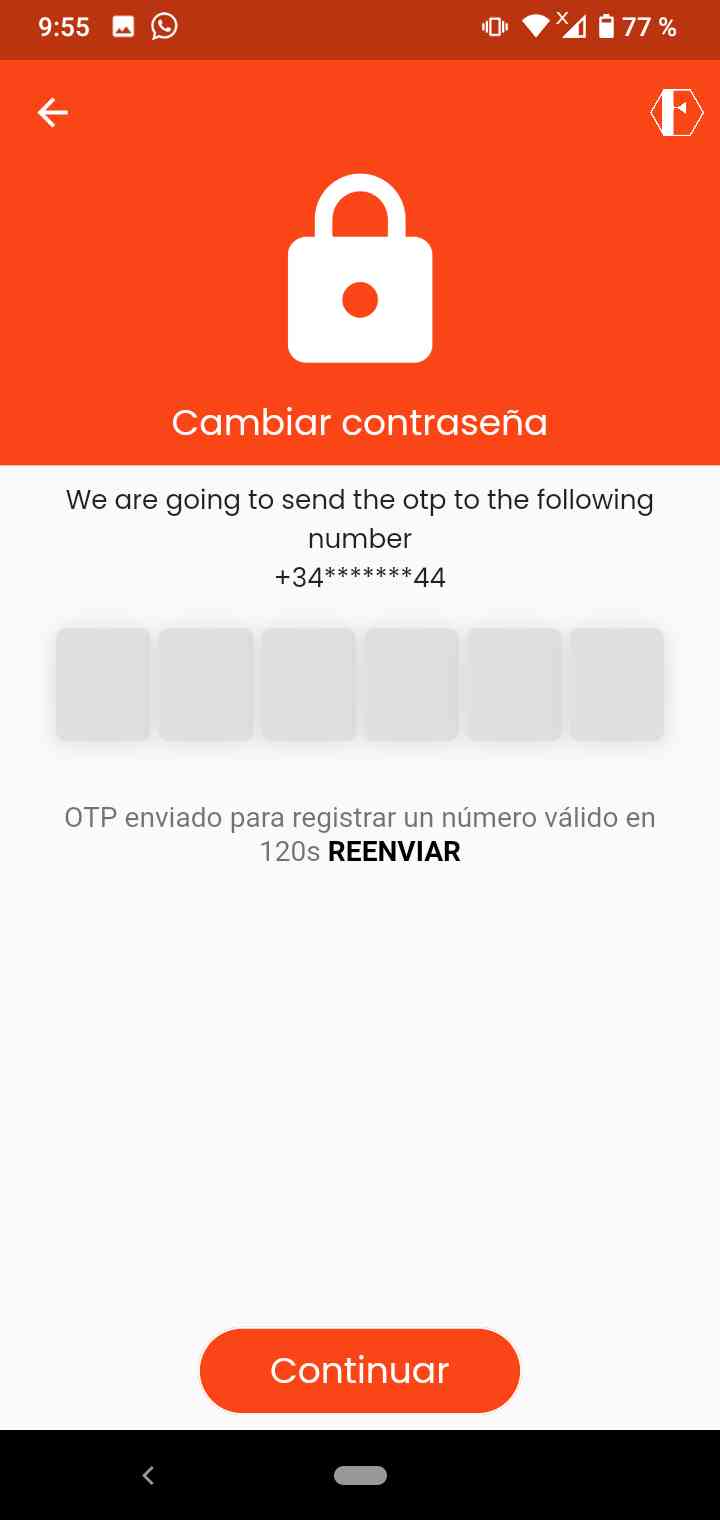 9:55
77 %
Cambiar contraseña
We are going to send the otp to the following
number
+34*******44
OTP enviado para registrar un número válido en
120s REENVIAR
Continuar